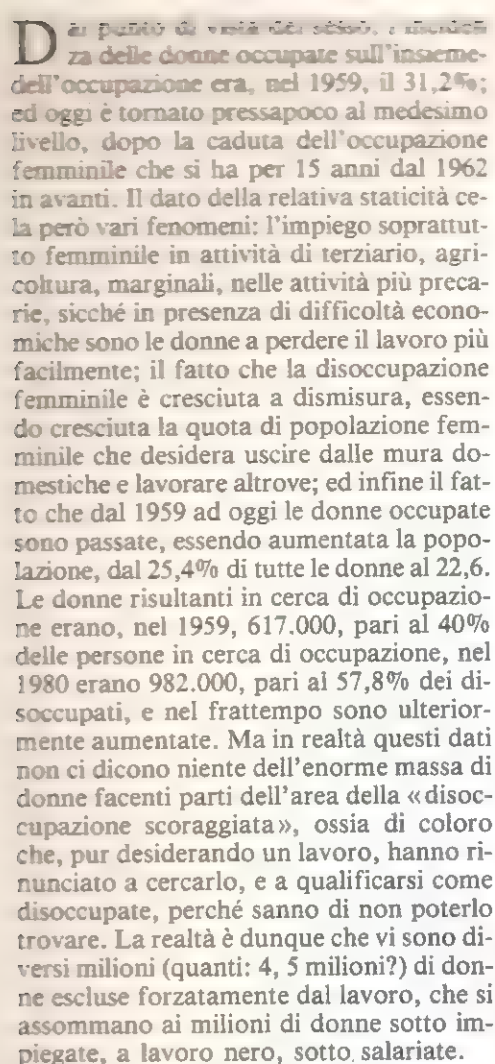 Dal punto di vista del sesso, l'inciden-
za delle donne occupate sull'insieme
dell'occupazione era, nel 1959, il 31,2%;
ed oggi è tornato pressapoco al medesimo
livello, dopo la caduta dell'occupazione
femminile che si ha per 15 anni dal 1962
in avanti. Il dato della relativa staticità ce-
la però vari fenomeni: l'impiego soprattut-
to femminile in attività di terziario, agri-
coltura, marginali, nelle attività più preca-
rie, sicché in presenza di difficoltà econo-
miche sono le donne a perdere il lavoro più
facilmente; il fatto che la disoccupazione
femminile è cresciuta a dismisura, essen-
do cresciuta la quota di popolazione fem-
minile che desidera uscire dalle mura do-
mestiche e lavorare altrove; ed infine il fat-
to che dal 1959 ad oggi le donne occupate
sono passate, essendo aumentata la popo-
lazione, dal 25,4% di tutte le donne al 22,6.
Le donne risultanti in cerca di occupazio-
ne erano, nel 1959, 617.000, pari al 40%
delle persone in cerca di occupazione, nel
1980 erano 982.000, pari al 57,8% dei di-
soccupati, e nel frattempo sono ulterior-
mente aumentate. Ma in realtà questi dati
non ci dicono niente dell'enorme massa di
donne facenti parti dell'area della «disoc-
cupazione scoraggiata», ossia di coloro
che, pur desiderando un lavoro, hanno ri-
nunciato a cercarlo, e a qualificarsi come
disoccupate, perché sanno di non poterlo
trovare. La realtà è dunque che vi sono di-
versi milioni (quanti: 4, 5 milioni?) di don-
ne escluse forzatamente dal lavoro, che si
assommano ai milioni di donne sotto im-
piegate, a lavoro nero, sotto salariate.